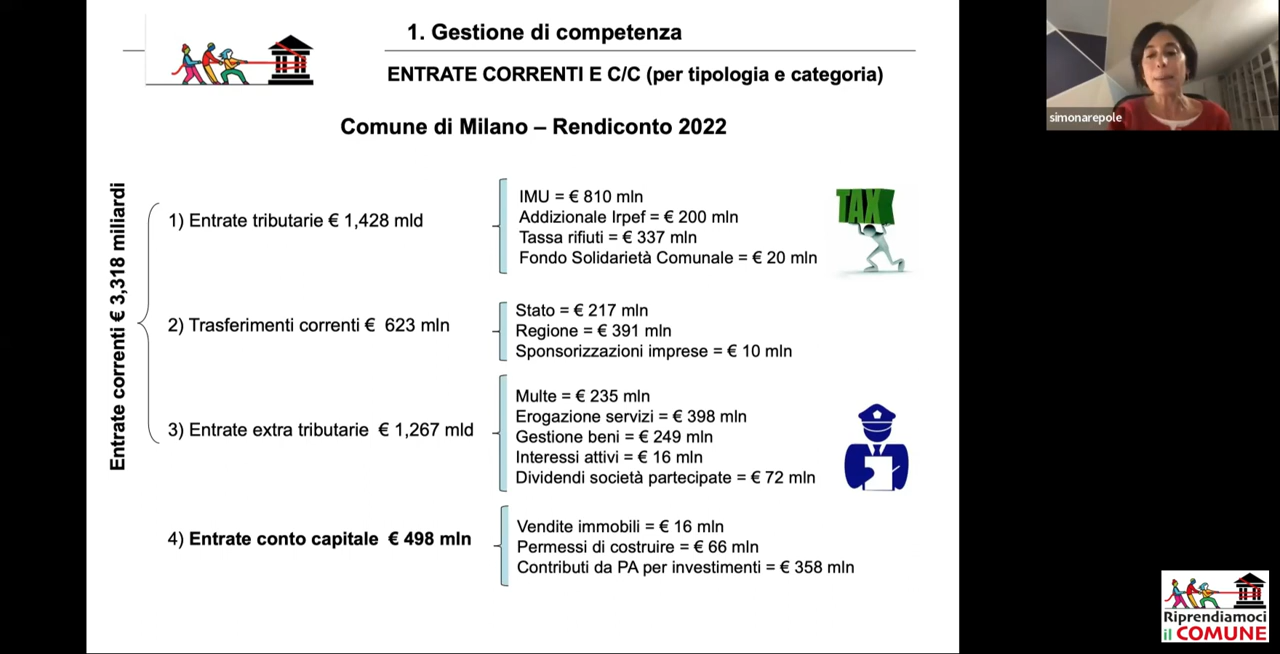 1. Gestione di competenza
ENTRATE CORRENTI E C/C (per tipologia e categoria)
Comune di Milano – Rendiconto 2022
Entrate correnti € 3,318 miliardi
1) Entrate tributarie € 1,428 mld
IMU = € 810 mln
Addizionale Irpef = € 200 mln
Tassa rifiuti = € 337 mln
Fondo Solidarietà Comunale = € 20 mln
TAX
2) Trasferimenti correnti € 623 mln
Stato = € 217 mln
Regione = € 391 mln
Sponsorizzazioni imprese = € 10 mln
3) Entrate extra tributarie € 1,267 mld
Multe = € 235 mln
Erogazione servizi = € 398 mln
Gestione beni = € 249 mln
Interessi attivi = € 16 mln
Dividendi società partecipate = € 72 mln
4) Entrate conto capitale € 498 mln
Vendite immobili = € 16 mln
Permessi di costruire = € 66 mln
Contributi da PA per investimenti = € 358 mln
simonarepole
Riprendiamoci
il COMUNE